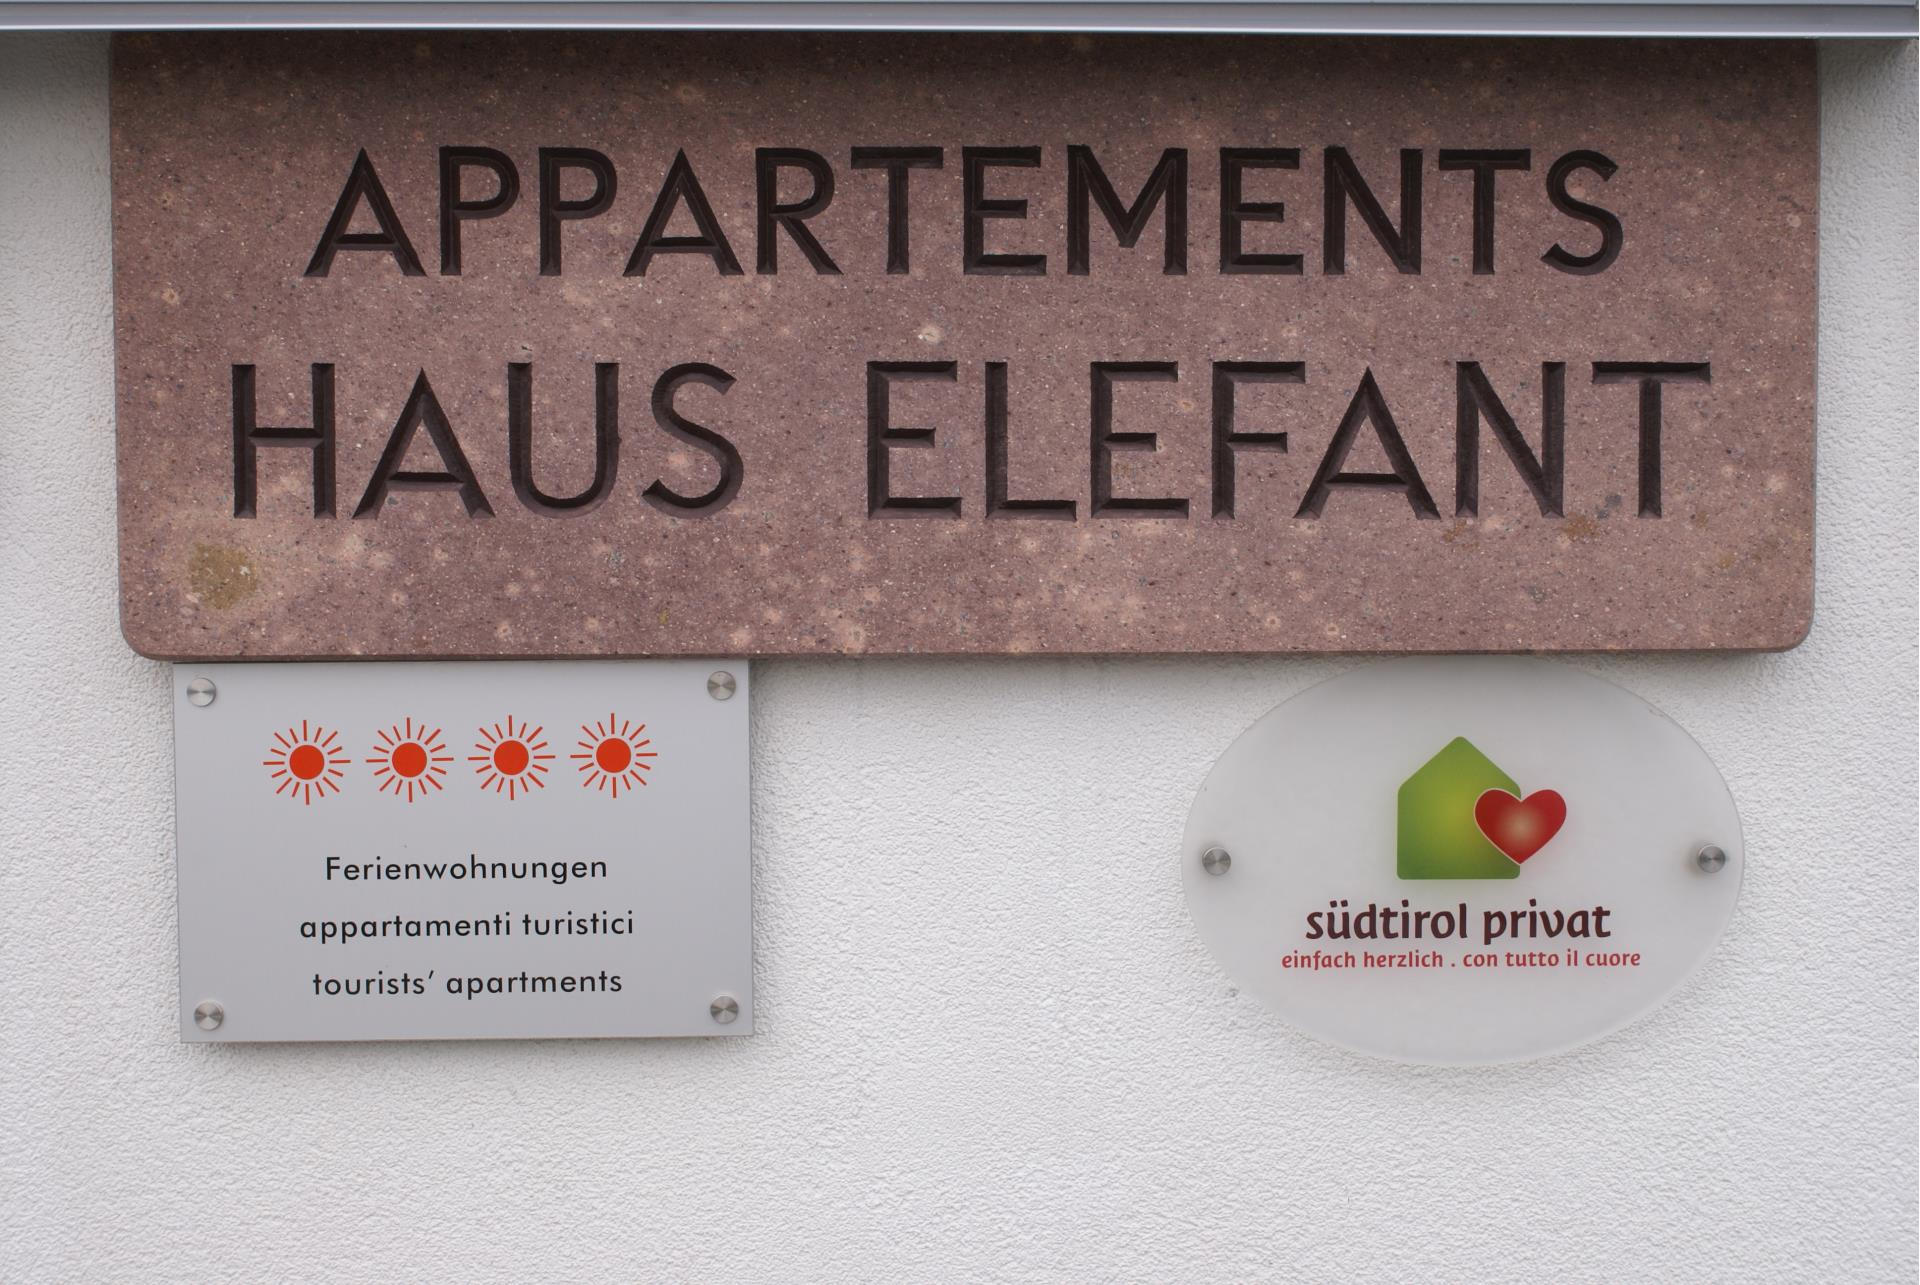 APPARTEMENTS
HAUS ELEFANT
Ferienwohnungen
appartamenti turistici
tourists’ apartments
südtirol privat
einfach herzlich . con tutto il cuore